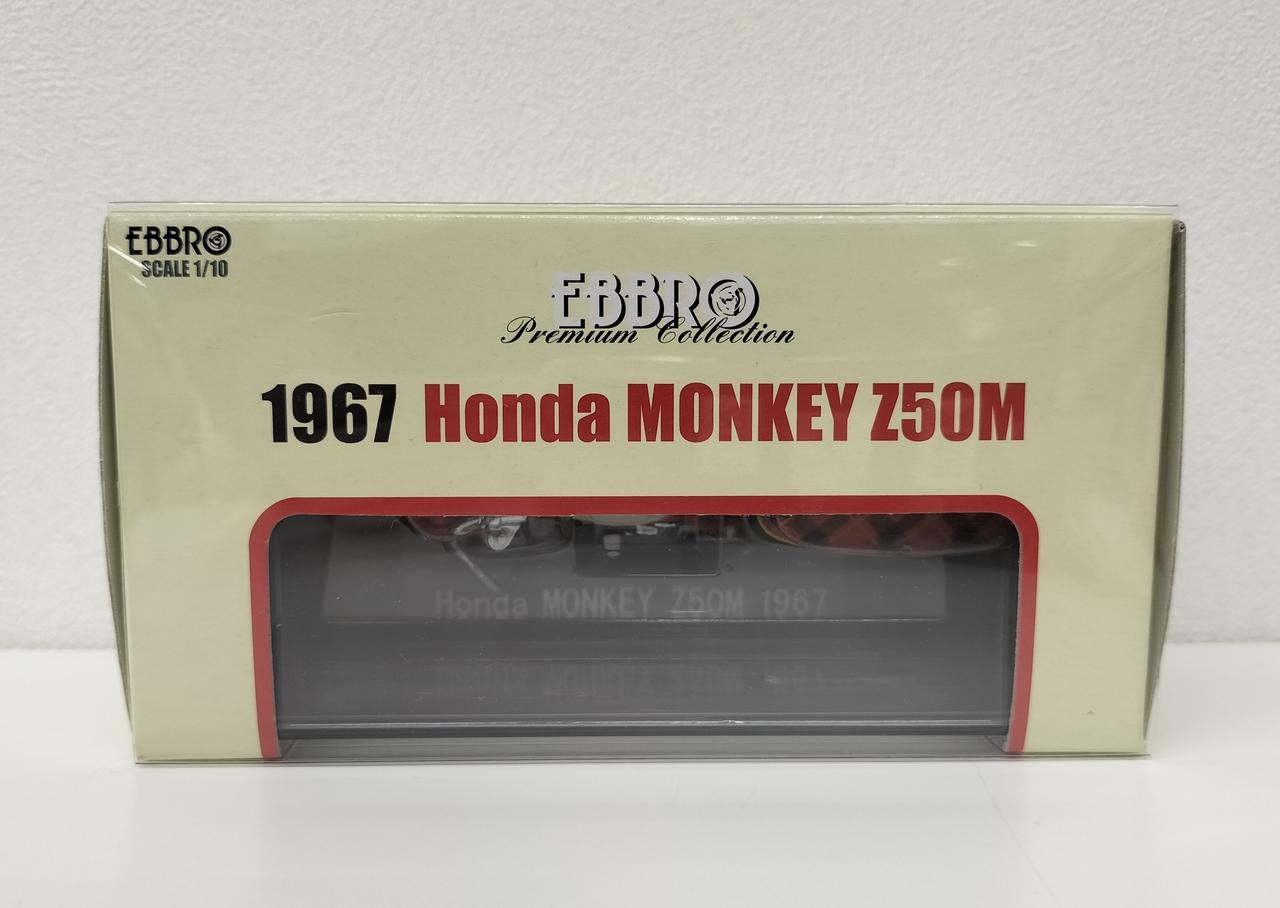 EBBRO
SCALE 1/10
EBBRO
Premium Collection
1967 Honda MONKEY Z50M
Honda MONKEY Z50M 1967